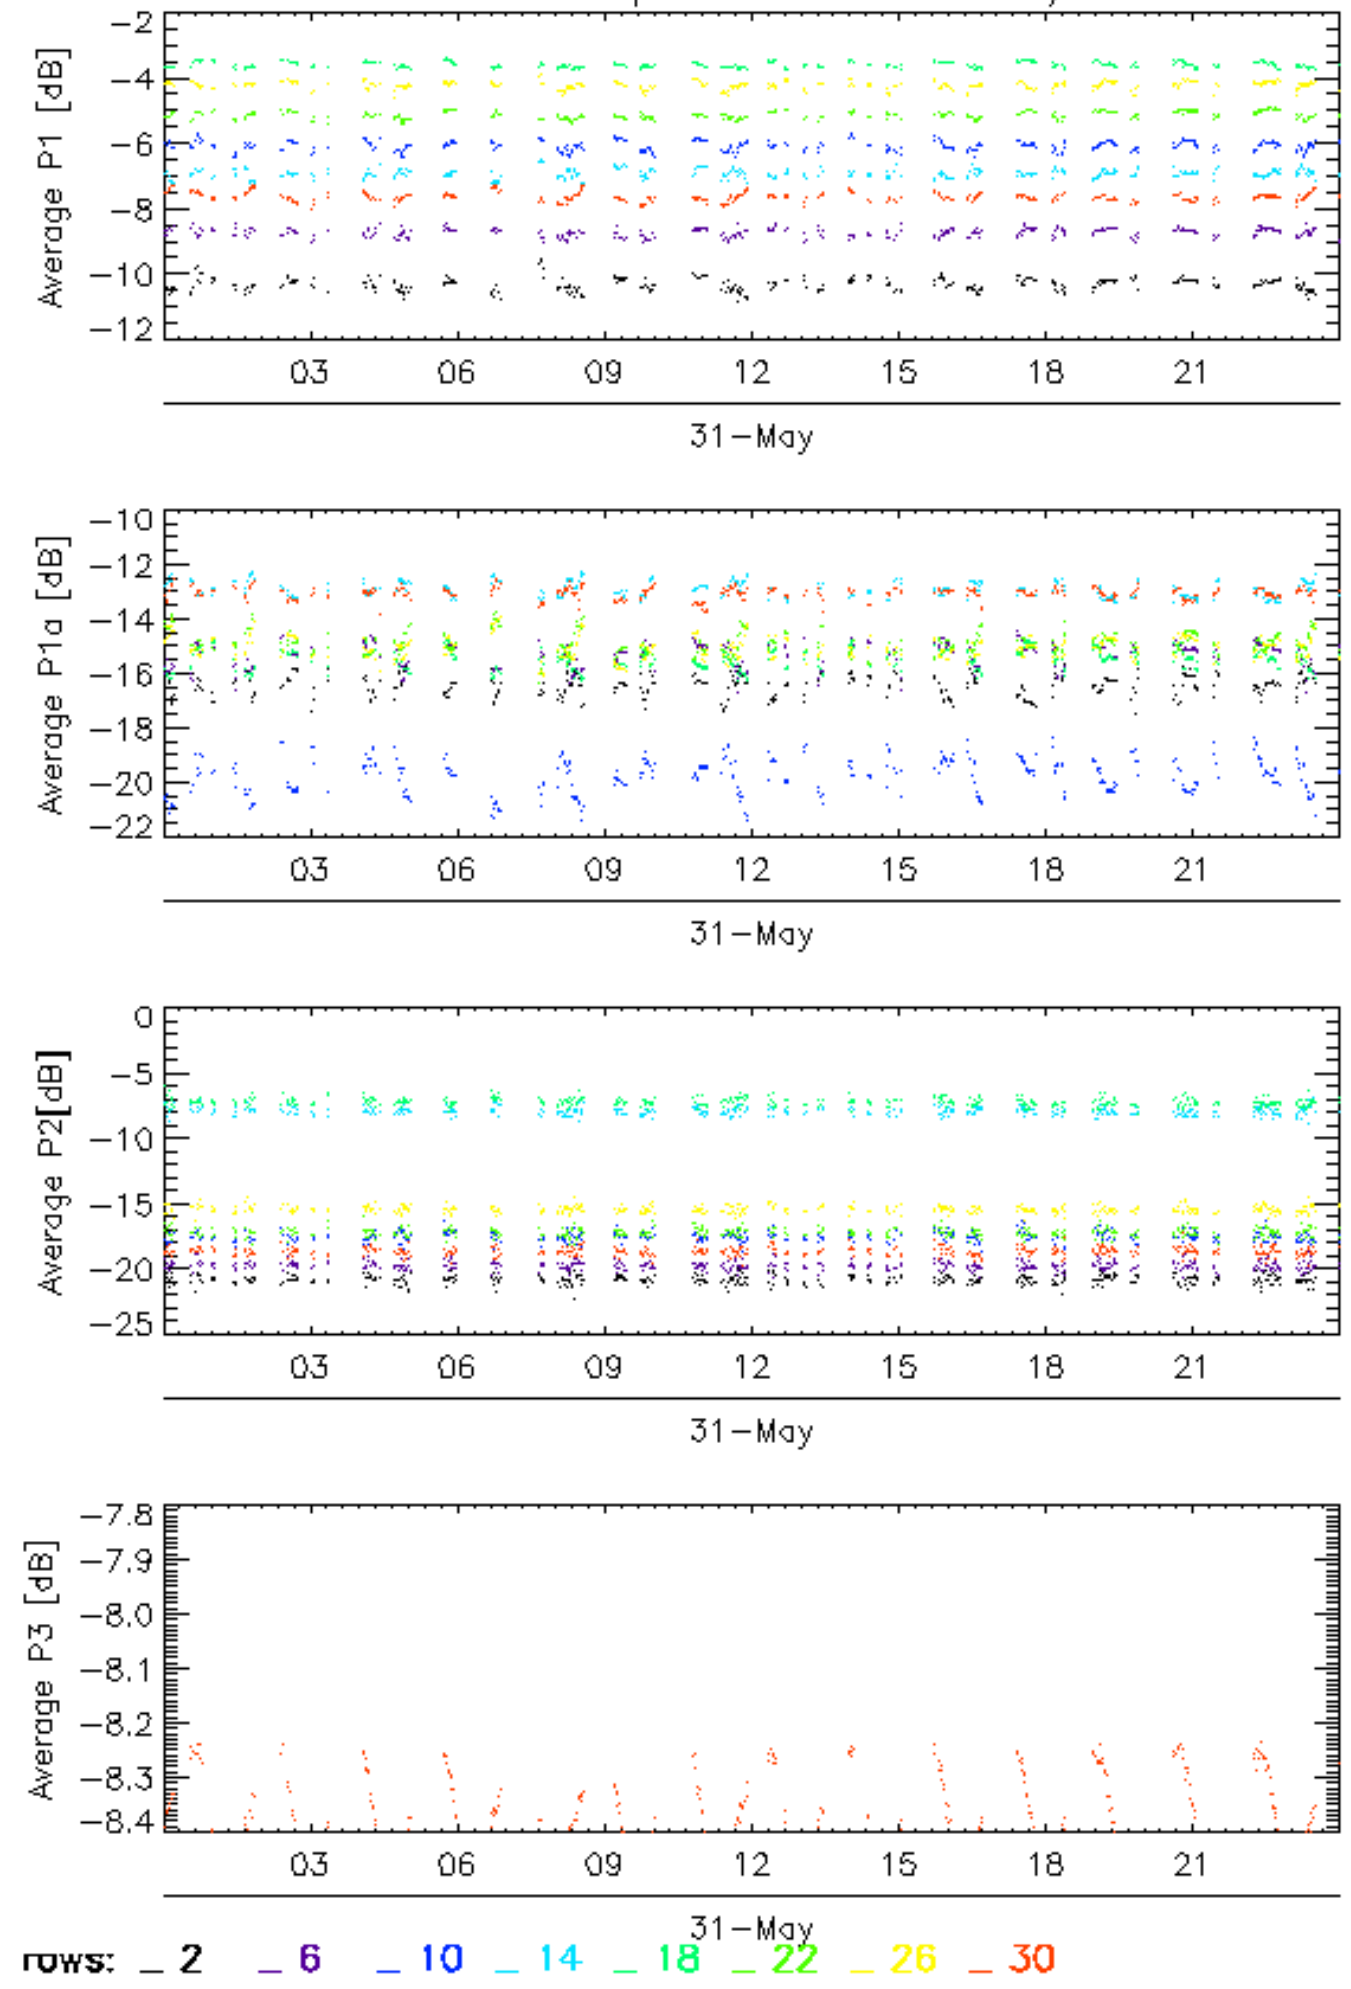 Average P1 [dB]
-2
-4
-6
-8
-10
-12
03 06 09 12 15 18 21
31-May
Average P1a [dB]
-10
-12
-14
-16
-18
-20
-22
03 06 09 12 15 18 21
31-May
Average P2[dB]
0
-5
-10
-15
-20
-25
03 06 09 12 15 18 21
31-May
Average P3 [dB]
-7.8
-7.9
-8.0
-8.1
-8.2
-8.3
-8.4
03 06 09 12 15 18 21
31-May
rows: _ 2 _ 6 _ 10 _ 14 _ 18 _ 22 _ 26 _ 30